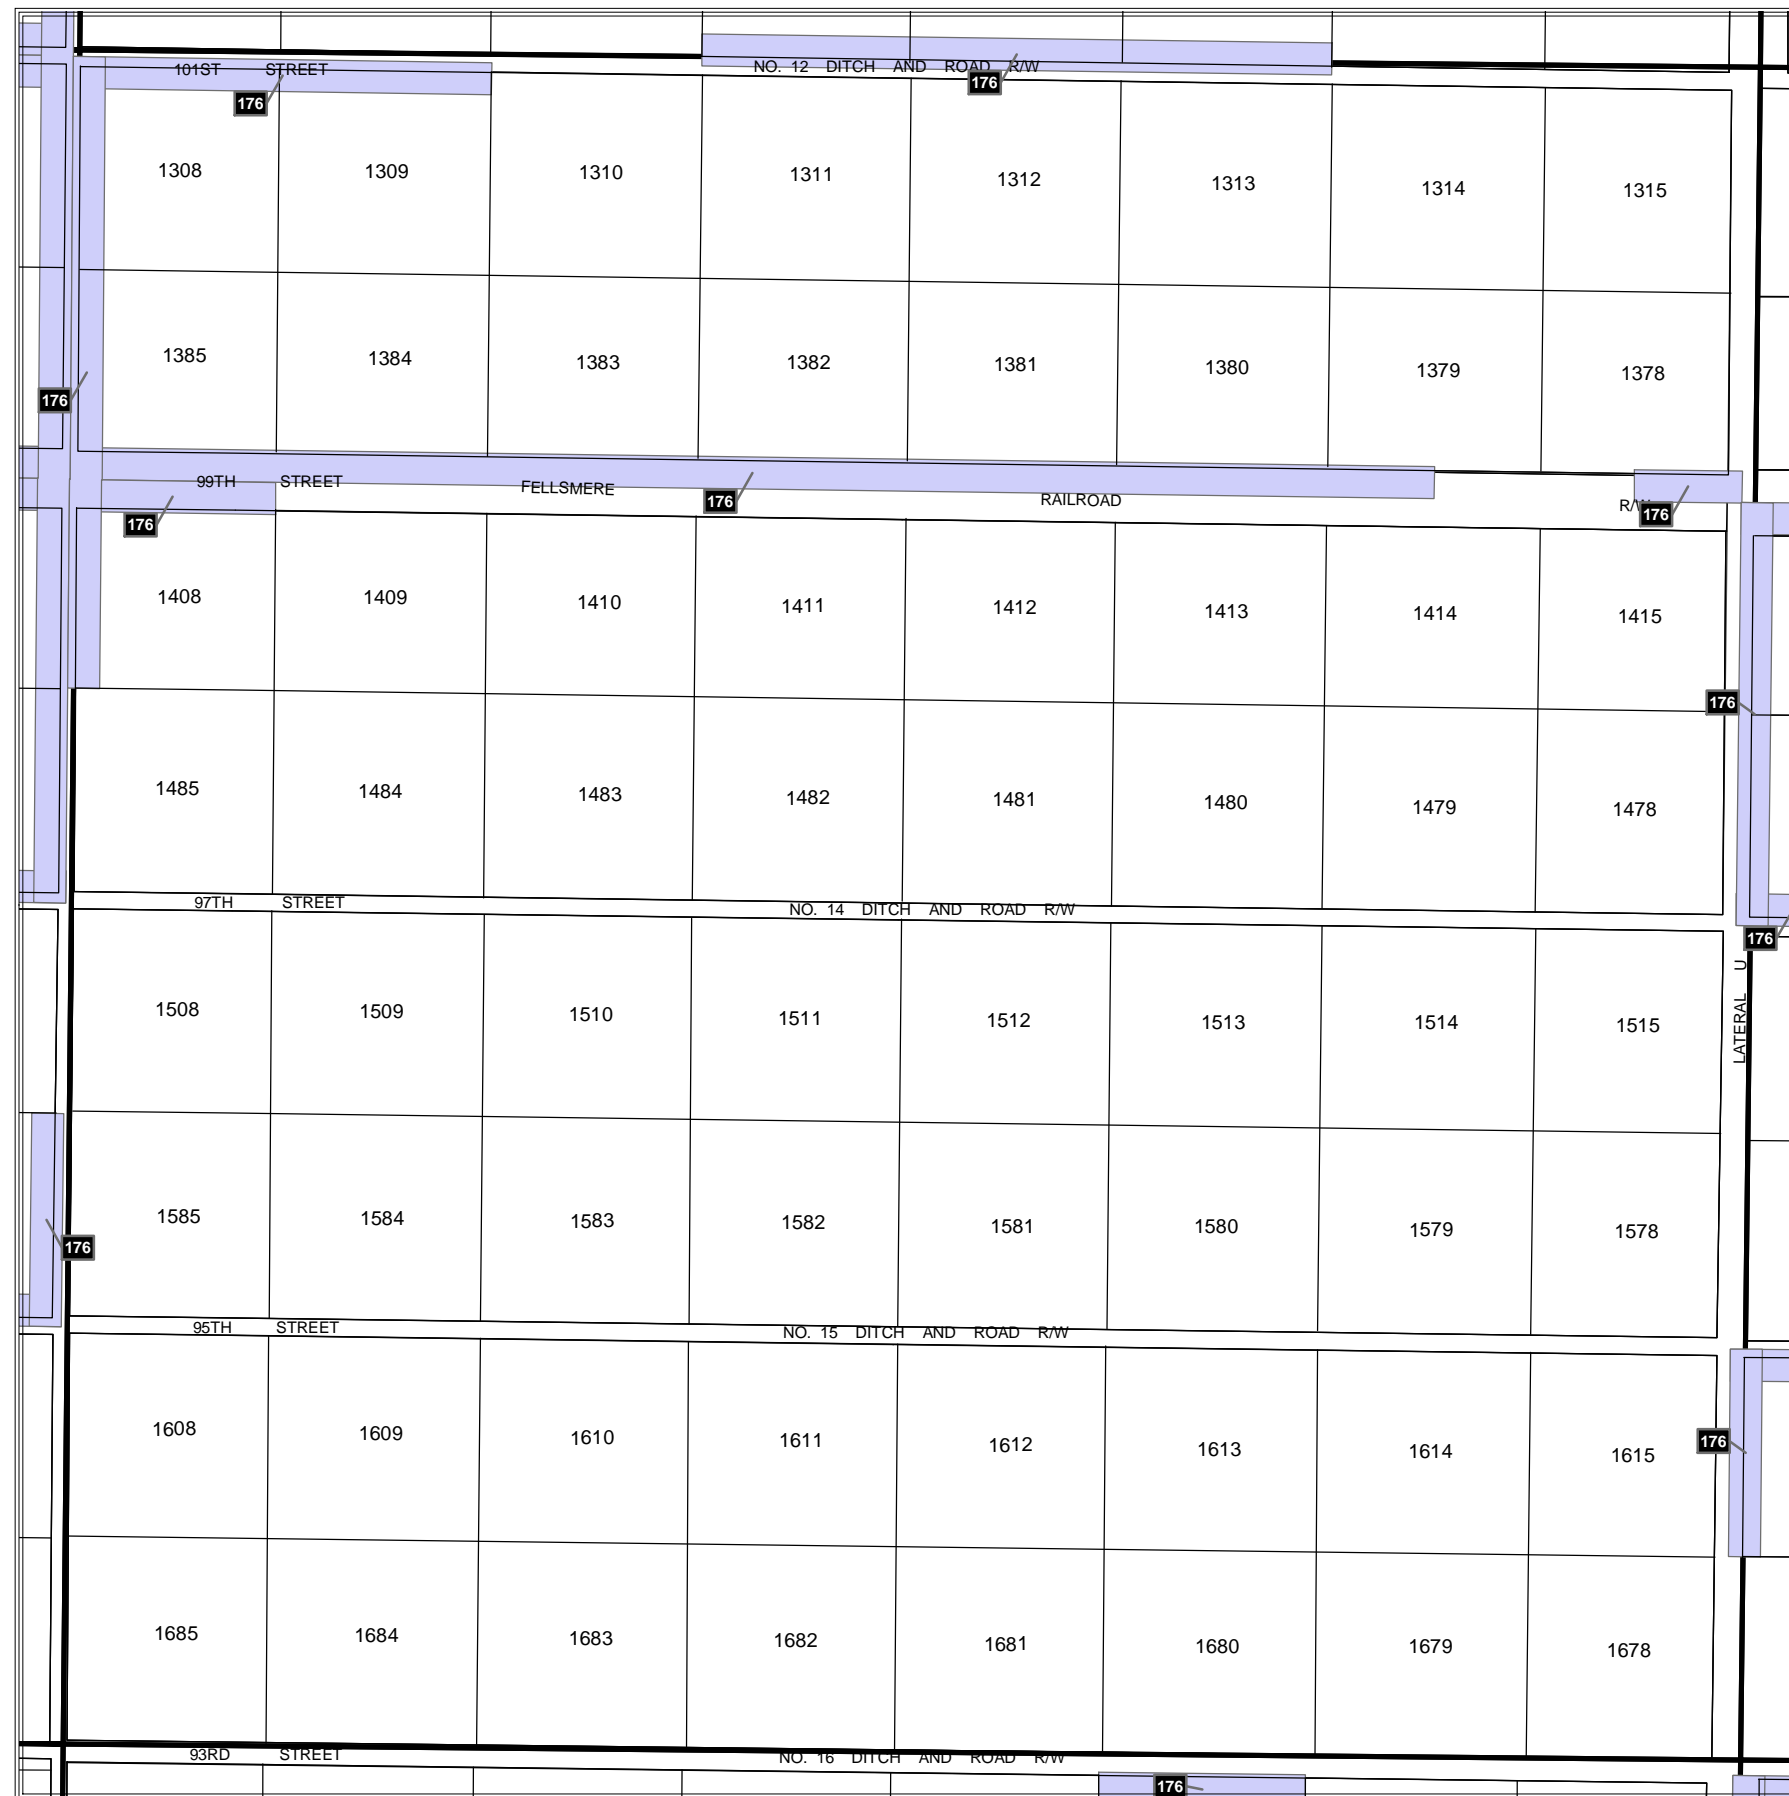 101ST STREET NO. 12 DITCH AND ROAD R/W
176 176
1308 1309 1310 1311 1312 1313 1314 1315
1385 1384 1383 1382 1381 1380 1379 1378
176
99TH STREET FELLSMERE RAILROAD
176 176 176
1408 1409 1410 1411 1412 1413 1414 1415
176
1485 1484 1483 1482 1481 1480 1479 1478
97TH STREET NO. 14 DITCH AND ROAD R/W
176
LATERAL U
1508 1509 1510 1511 1512 1513 1514 1515
1585 1584 1583 1582 1581 1580 1579 1578
176
95TH STREET NO. 15 DITCH AND ROAD R/W
1608 1609 1610 1611 1612 1613 1614 1615
176
1685 1684 1683 1682 1681 1680 1679 1678
93RD STREET NO. 16 DITCH AND ROAD R/W
176